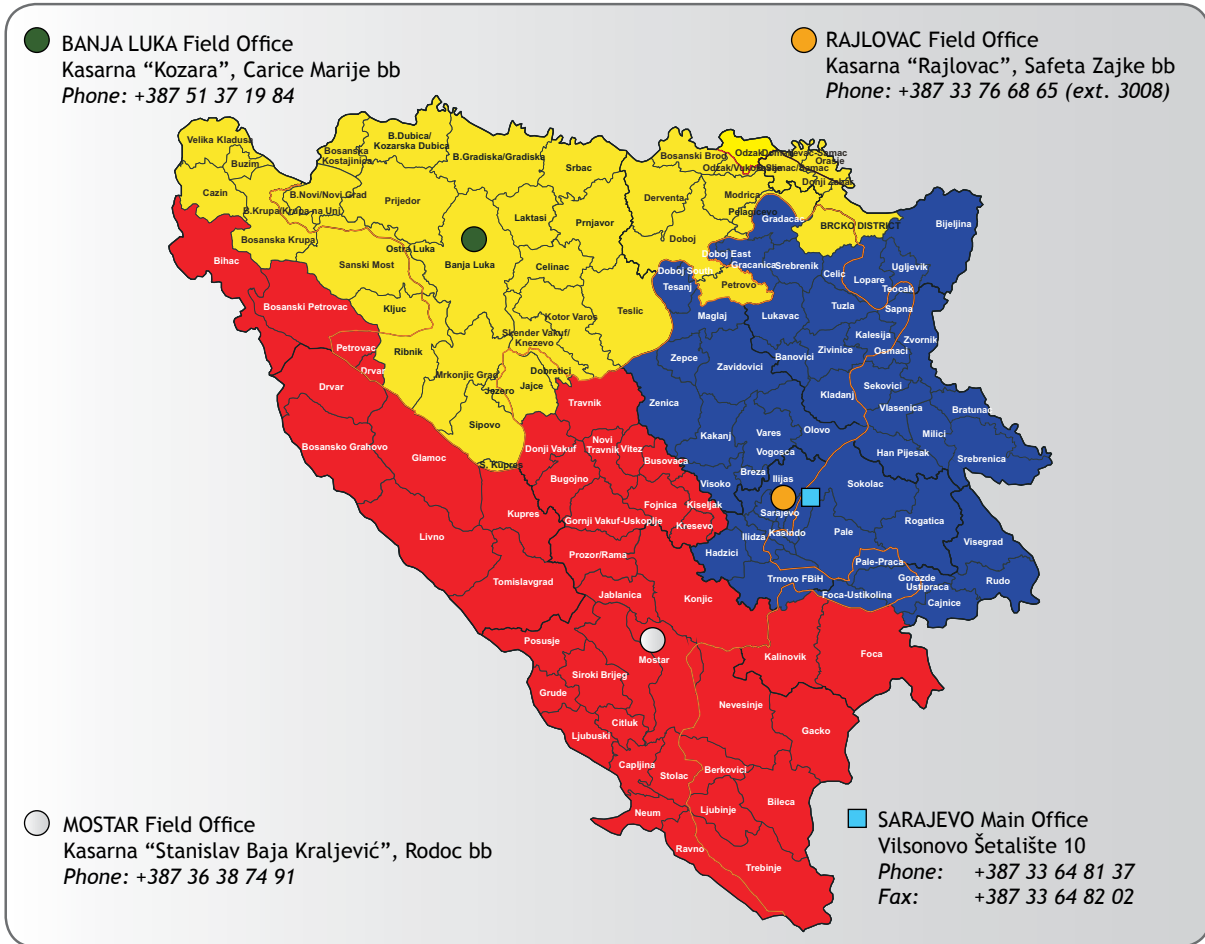 BANJA LUKA Field Office
Kasarna “Kozara”, Carice Marije bb
Phone: +387 51 37 19 84
RAJLOVAC Field Office
Kasarna “Rajlovac”, Safeta Zajke bb
Phone: +387 33 76 68 65 (ext. 3008)
Velika Kladusa
Buzim
Cazin
Bosanska
Kostajnica
B.Dubica/
Kozarska Dubica
B.Gradiska/Gradiska
Srbac
B.Novi/Novi Grad
B.Krupa/Krupa na Uni
Prijedor
Laktasi
Prnjavor
Bosanska Krupa
Ostra Luka
Banja Luka
Celinac
Sanski Most
Bihac
Bosanski Petrovac
Kljuc
Kotor Varos
Teslic
Skender Vakuf/
Knezevo
Ribnik
Petrovac
Drvar
Drvar
Mrkonjic Grad
Dobretici
Jezero
Jajce
Sipovo
S. Kupres
Bosanski Brod
Derventa
Doboj
Modrica
Pelagicevo
Orasje
Donji Zabar
BRCKO DISTRICT
Gradacac
Doboj East
Gracanica
Doboj South
Tesanj
Petrovo
Srebrenik
Celic
Lopare
Ugljevik
Teocak
Bijeljina
Tuzla
Sapna
Maglaj
Lukavac
Kalesija
Zvornik
Zivinice
Osmaci
Zepce
Zavidovici
Banovici
Sekovici
Kladanj
Vlasenica
Bratunac
Zenica
Kakanj
Vares
Olovo
Vogosca
Milici
Han Pijesak
Srebrenica
Breza
Ilijas
Visoko
Sokolac
Sarajevo
Kasindo
Ilidza
Hadzici
Pale
Rogatica
Visegrad
Pale-Praca
Gorazde
Ustipraca
Rudo
Trnovo FBiH
Foca-Ustikolina
Cajnice
Travnik
Novi
Travnik
Vitez
Busovaca
Donji Vakuf
Bugojno
Fojnica
Kiseljak
Kresevo
Gornji Vakuf-Uskoplje
Bosansko Grahovo
Glamoc
Kupres
Livno
Tomislavgrad
Prozor/Rama
Jablanica
Konjic
Posusje
Mostar
Siroki Brijeg
Grude
Citluk
Ljubuski
Kalinovik
Foca
Nevesinje
Gacko
Capljina
Stolac
Berkovici
Bileca
Ljubinje
Neum
Ravno
Trebinje
MOSTAR Field Office
Kasarna “Stanislav Baja Kraljević”, Rodoc bb
Phone: +387 36 38 74 91
SARAJEVO Main Office
Vilsonovo Šetalište 10
Phone: +387 33 64 81 37
Fax: +387 33 64 82 02